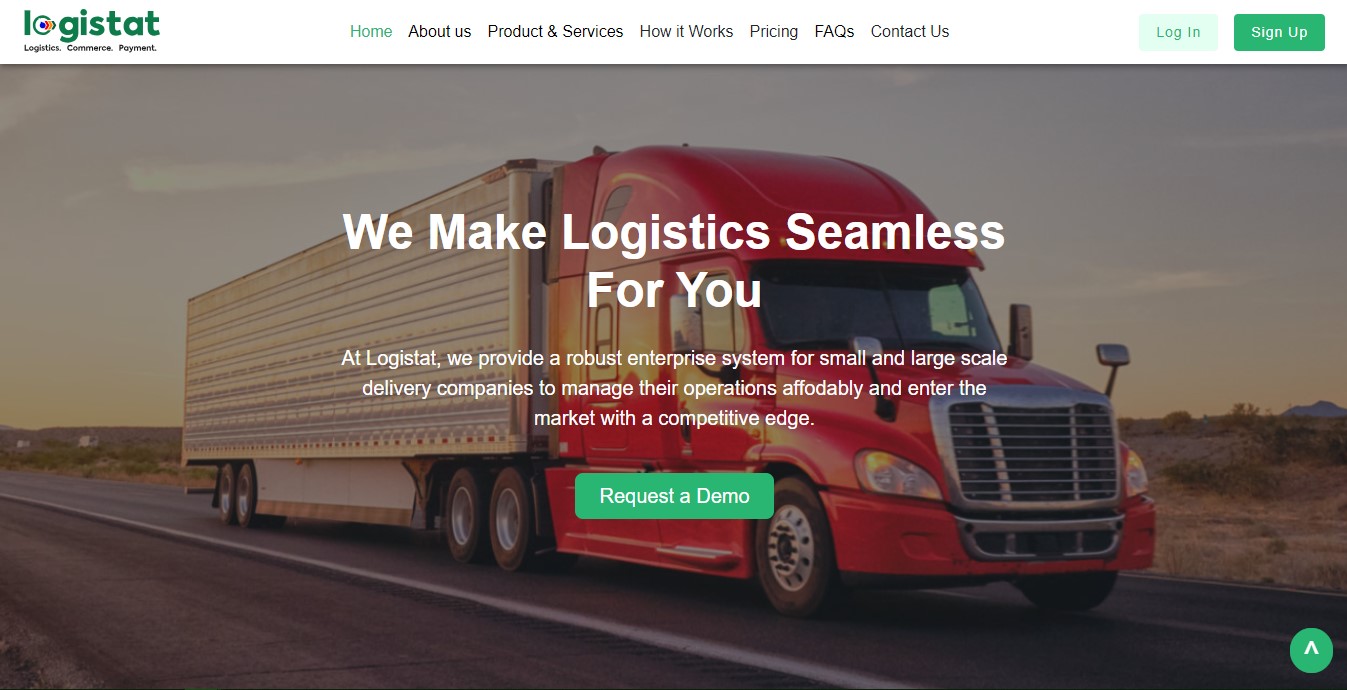 logistat
Logistics. Commerce. Payment.
Home About us Product & Services How it Works Pricing FAQs Contact Us
Log In Sign Up
We Make Logistics Seamless
For You
At Logistat, we provide a robust enterprise system for small and large scale
delivery companies to manage their operations affodably and enter the
market with a competitive edge.
Request a Demo
^